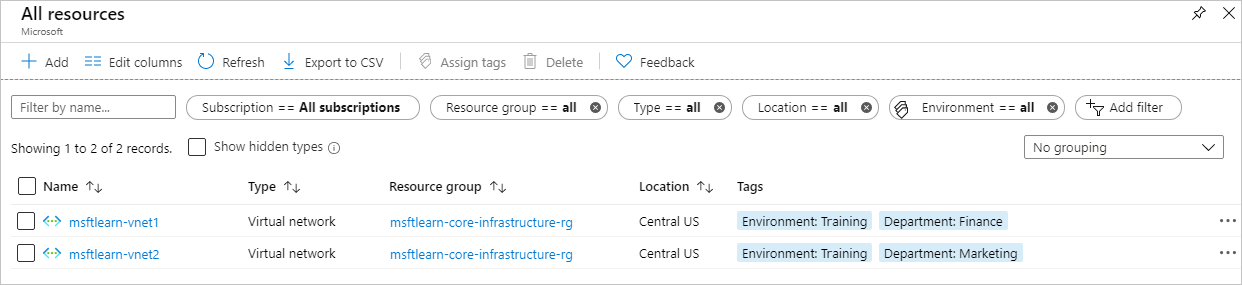 All resources
Microsoft
Add Edit columns Refresh Export to CSV Assign tags Delete Feedback
Filter by name... Subscription == All subscriptions Resource group == all Type == all Location == all Environment == all Add filter
Showing 1 to 2 of 2 records. Show hidden types No grouping
Name Type Resource group Location Tags
msftlearn-vnet1 Virtual network msftlearn-core-infrastructure-rg Central US Environment: Training Department: Finance
msftlearn-vnet2 Virtual network msftlearn-core-infrastructure-rg Central US Environment: Training Department: Marketing